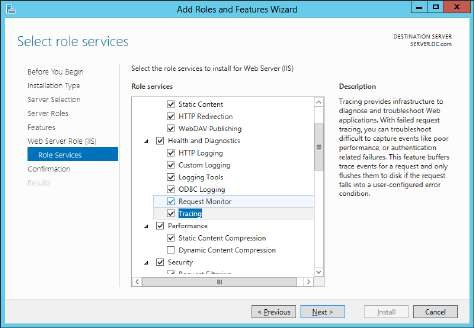 Add Roles and Features Wizard
Select role services
DESTINATION SERVER
SERVER.DC.com
Before You Begin
Installation Type
Server Selection
Server Roles
Features
Web Server Role (IIS)
Role Services
Confirmation
Results
Select the role services to install for Web Server (IIS)
Role services
Static Content
HTTP Redirection
WebDAV Publishing
Health and Diagnostics
HTTP Logging
Custom Logging
Logging Tools
ODBC Logging
Request Monitor
Tracing
Performance
Static Content Compression
Dynamic Content Compression
Security
Request Filtering
Description
Tracing provides infrastructure to
diagnose and troubleshoot Web
applications. With failed request
tracing, you can troubleshoot
difficult to capture events like poor
performance, or authentication
related failures. This feature buffers
trace events for a request and only
flushes them to disk if the request
falls into a user-configured error
condition.
< Previous
Next >
Install
Cancel